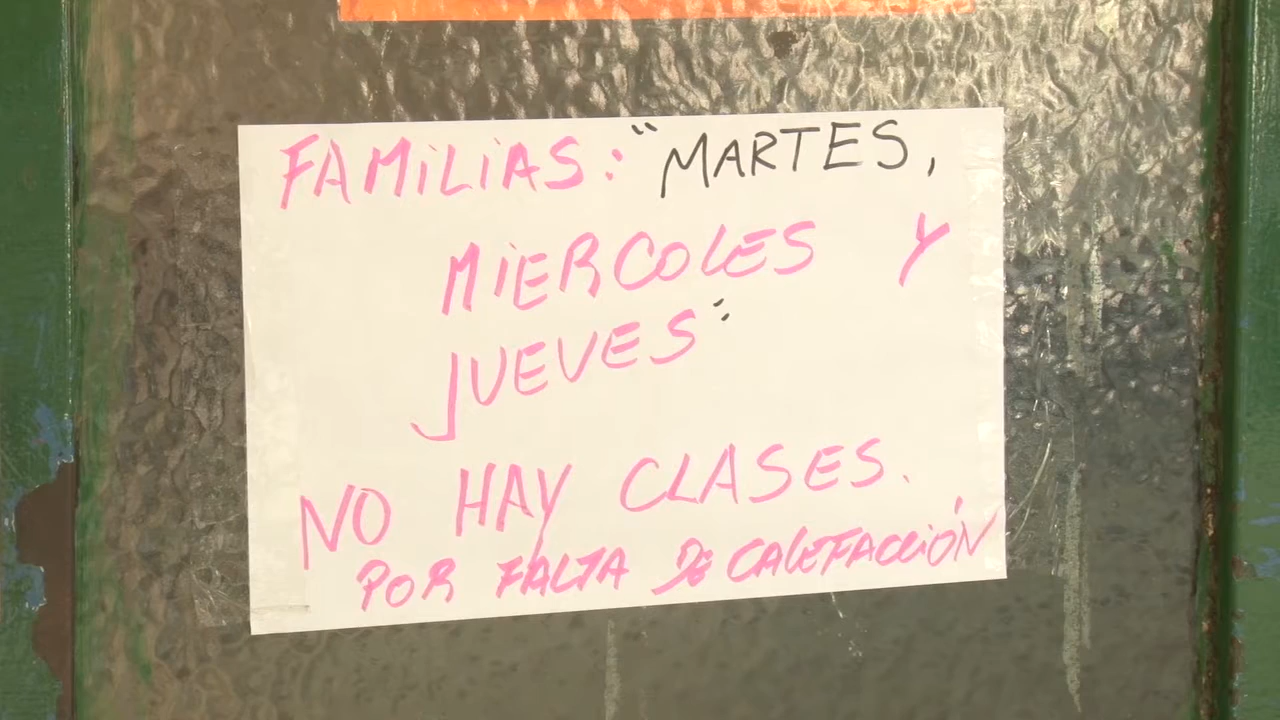 FAMILIAS: "MARTES,
MIERCOLES Y
JUEVES"
NO HAY CLASES.
POR FALTA DE CALEFACCIÓN